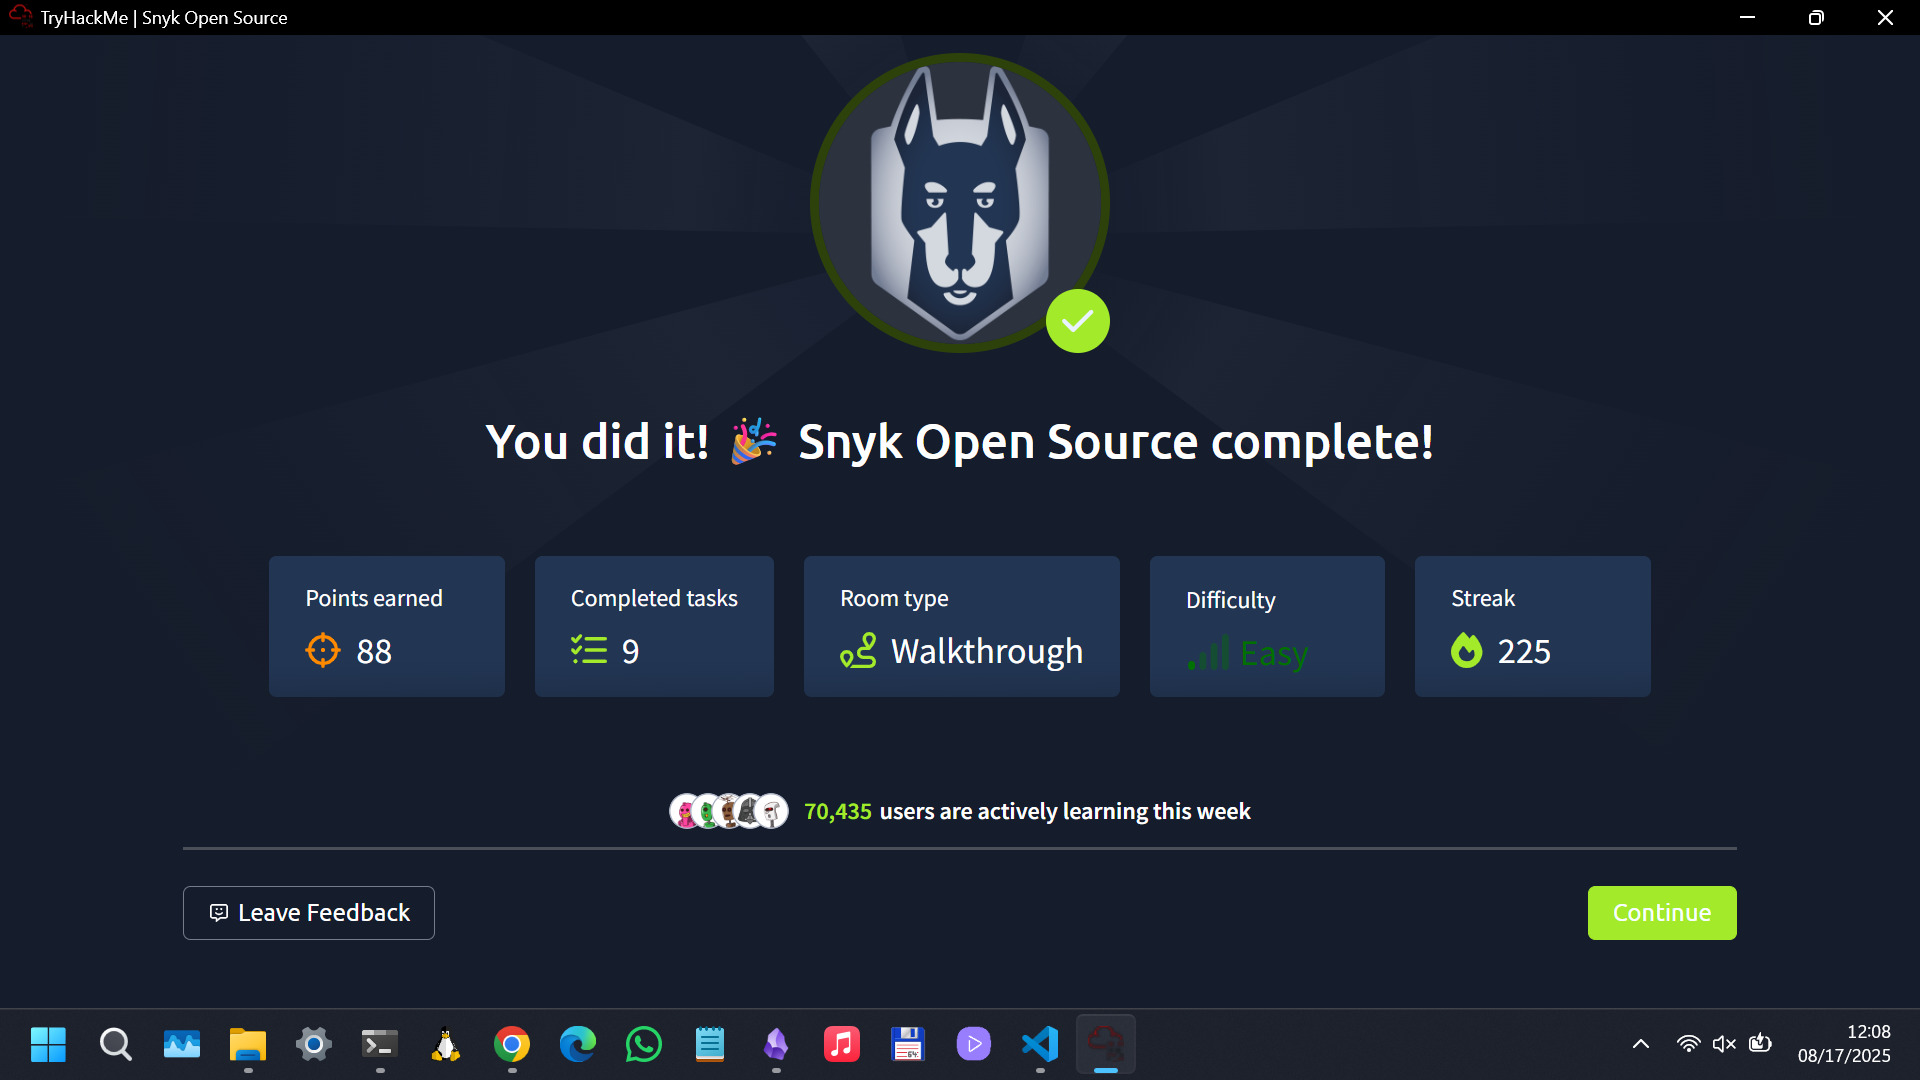 TryHackMe | Snyk Open Source
You did it! 🎉 Snyk Open Source complete!
Points earned
88
Completed tasks
9
Room type
Walkthrough
Difficulty
Easy
Streak
225
70,435 users are actively learning this week
Leave Feedback
Continue
64
12:08
08/17/2025